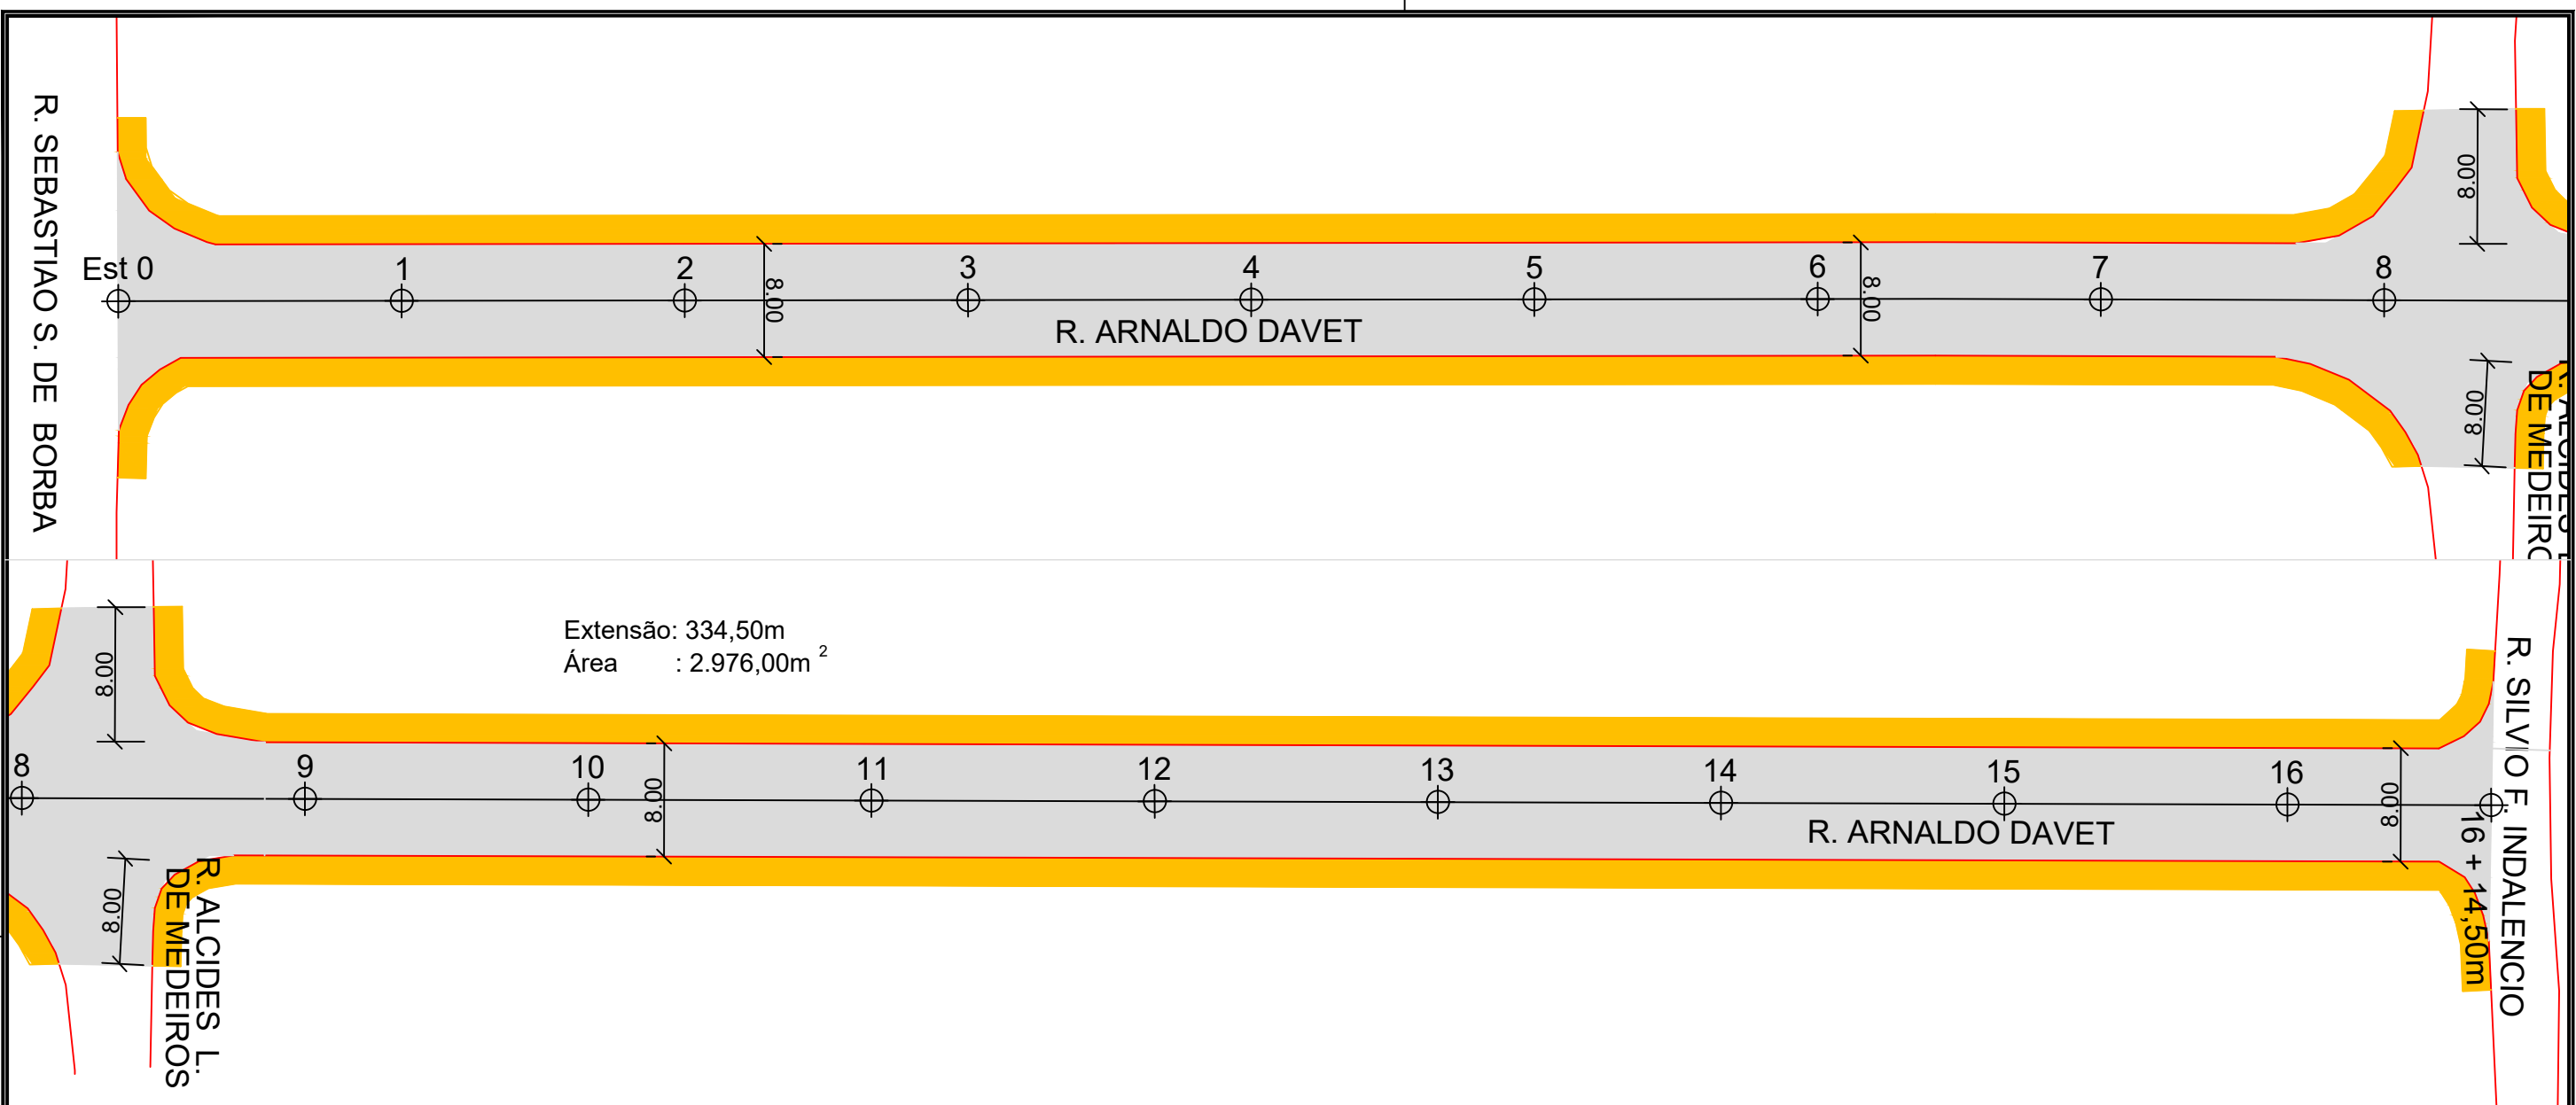 R. SEBASTIAO S. DE BORBA
Est 0
1
2
3
4
5
6
7
8
8.00
8.00
8.00
8.00
R. ARNALDO DAVET
DE MEDEIRO
Extensão: 334,50m
Área : 2.976,00m 2
8.00
8.00
8
9
10
11
12
13
14
15
16
8.00
8.00
R. ARNALDO DAVET
16 + 14,50m
R. ALCIDES L.
DE MEDEIROS
R. SILVIO F. INDALENCIO